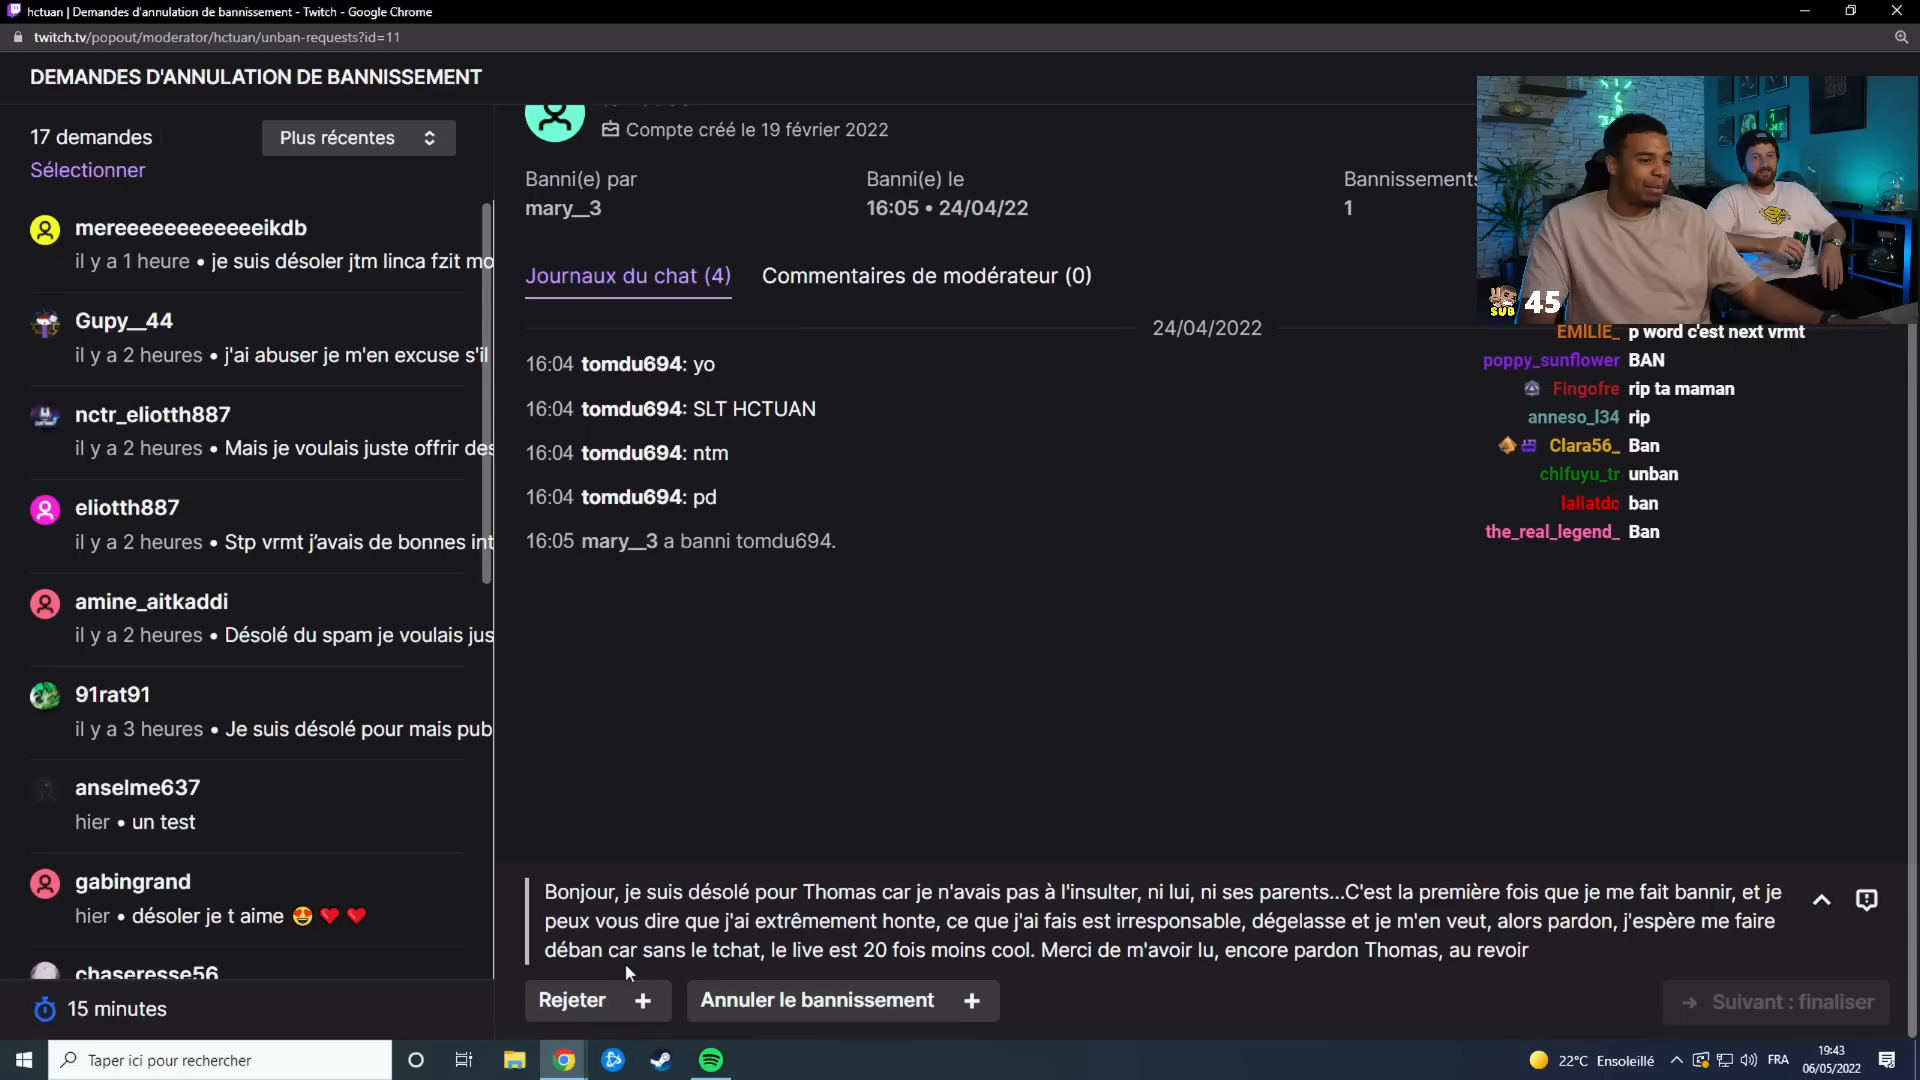 hctuan | Demandes d'annulation de bannissement - Twitch - Google Chrome
twitch.tv/popout/moderator/hctuan/unban-requests?id=11
DEMANDES D'ANNULATION DE BANNISSEMENT
17 demandes
Plus récentes
Sélectionner
mereeeeeeeeeeeeikdb
il y a 1 heure • je suis désoler jtm linca fzit mo
Gupy__44
il y a 2 heures • j'ai abuser je m'en excuse s'il
nctr_eliotth887
il y a 2 heures • Mais je voulais juste offrir des
eliotth887
il y a 2 heures • Stp vrmt j'avais de bonnes int
amine_aitkaddi
il y a 2 heures • Désolé du spam je voulais jus
91rat91
il y a 3 heures • Je suis désolé pour mais pub
anselme637
hier • un test
gabingrand
hier • désoler je t aime 😍 ❤️ ❤️
chaseresse56
15 minutes
Compte créé le 19 février 2022
Banni(e) par
mary__3
Banni(e) le
16:05 • 24/04/22
Bannissements
1
Journaux du chat (4)
Commentaires de modérateur (0)
24/04/2022
16:04 tomdu694: yo
16:04 tomdu694: SLT HCTUAN
16:04 tomdu694: ntm
16:04 tomdu694: pd
16:05 mary__3 a banni tomdu694.
SUB 45
EMILIE_ p word c'est next vrmt
poppy_sunflower BAN
Fingofre rip ta maman
anneso_l34 rip
Clara56_ Ban
chlfuyu_tr unban
laliatdc ban
the_real_legend_ Ban
Bonjour, je suis désolé pour Thomas car je n'avais pas à l'insulter, ni lui, ni ses parents...C'est la première fois que je me fait bannir, et je
peux vous dire que j'ai extrêmement honte, ce que j'ai fais est irresponsable, dégelasse et je m'en veut, alors pardon, j'espère me faire
déban car sans le tchat, le live est 20 fois moins cool. Merci de m'avoir lu, encore pardon Thomas, au revoir
Rejeter +
Annuler le bannissement +
→ Suivant : finaliser
Taper ici pour rechercher
22°C Ensoleillé
FRA
19:43
06/05/2022